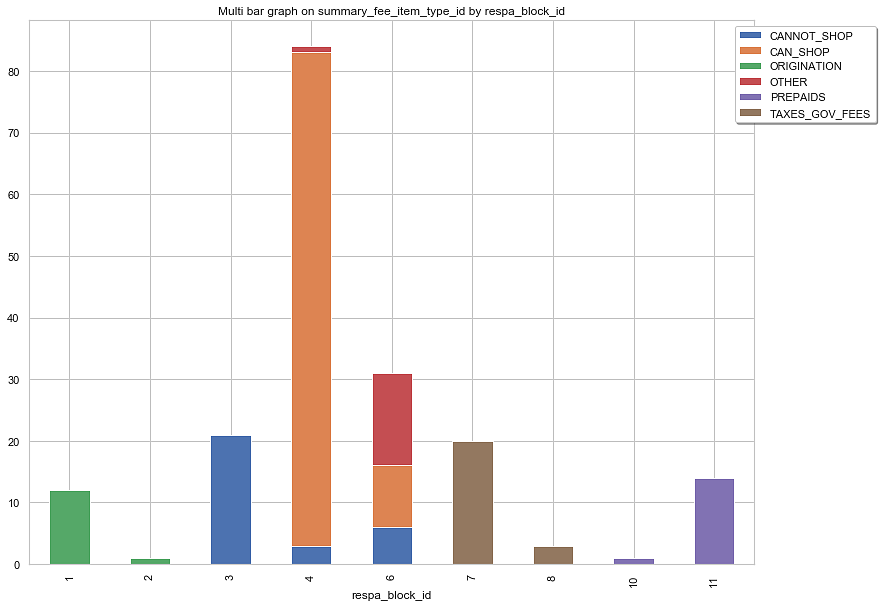 Multi bar graph on summary_fee_item_type_id by respa_block_id
CANNOT_SHOP
CAN_SHOP
ORIGINATION
OTHER
PREPAIDS
TAXES_GOV_FEES
80
70
60
50
40
30
20
10
0
1 2 3 4 6 7 8 10 11
respa_block_id